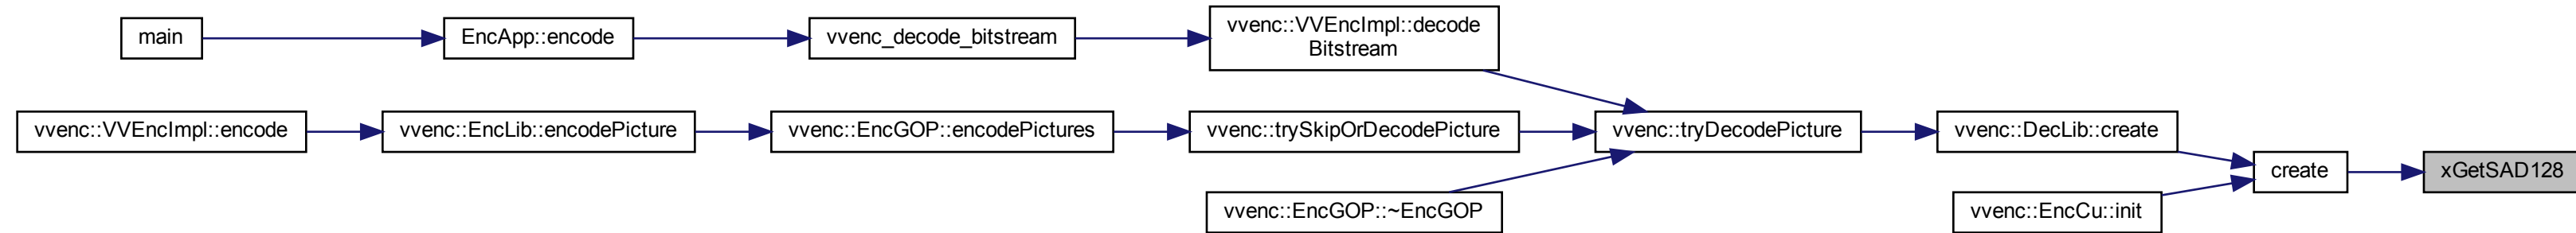 main
EncApp::encode
vvenc_decode_bitstream
vvenc::VVEncImpl::decode
Bitstream
vvenc::VVEncImpl::encode
vvenc::EncLib::encodePicture
vvenc::EncGOP::encodePictures
vvenc::trySkipOrDecodePicture
vvenc::tryDecodePicture
vvenc::DecLib::create
create
xGetSAD128
vvenc::EncGOP::~EncGOP
vvenc::EncCu::init